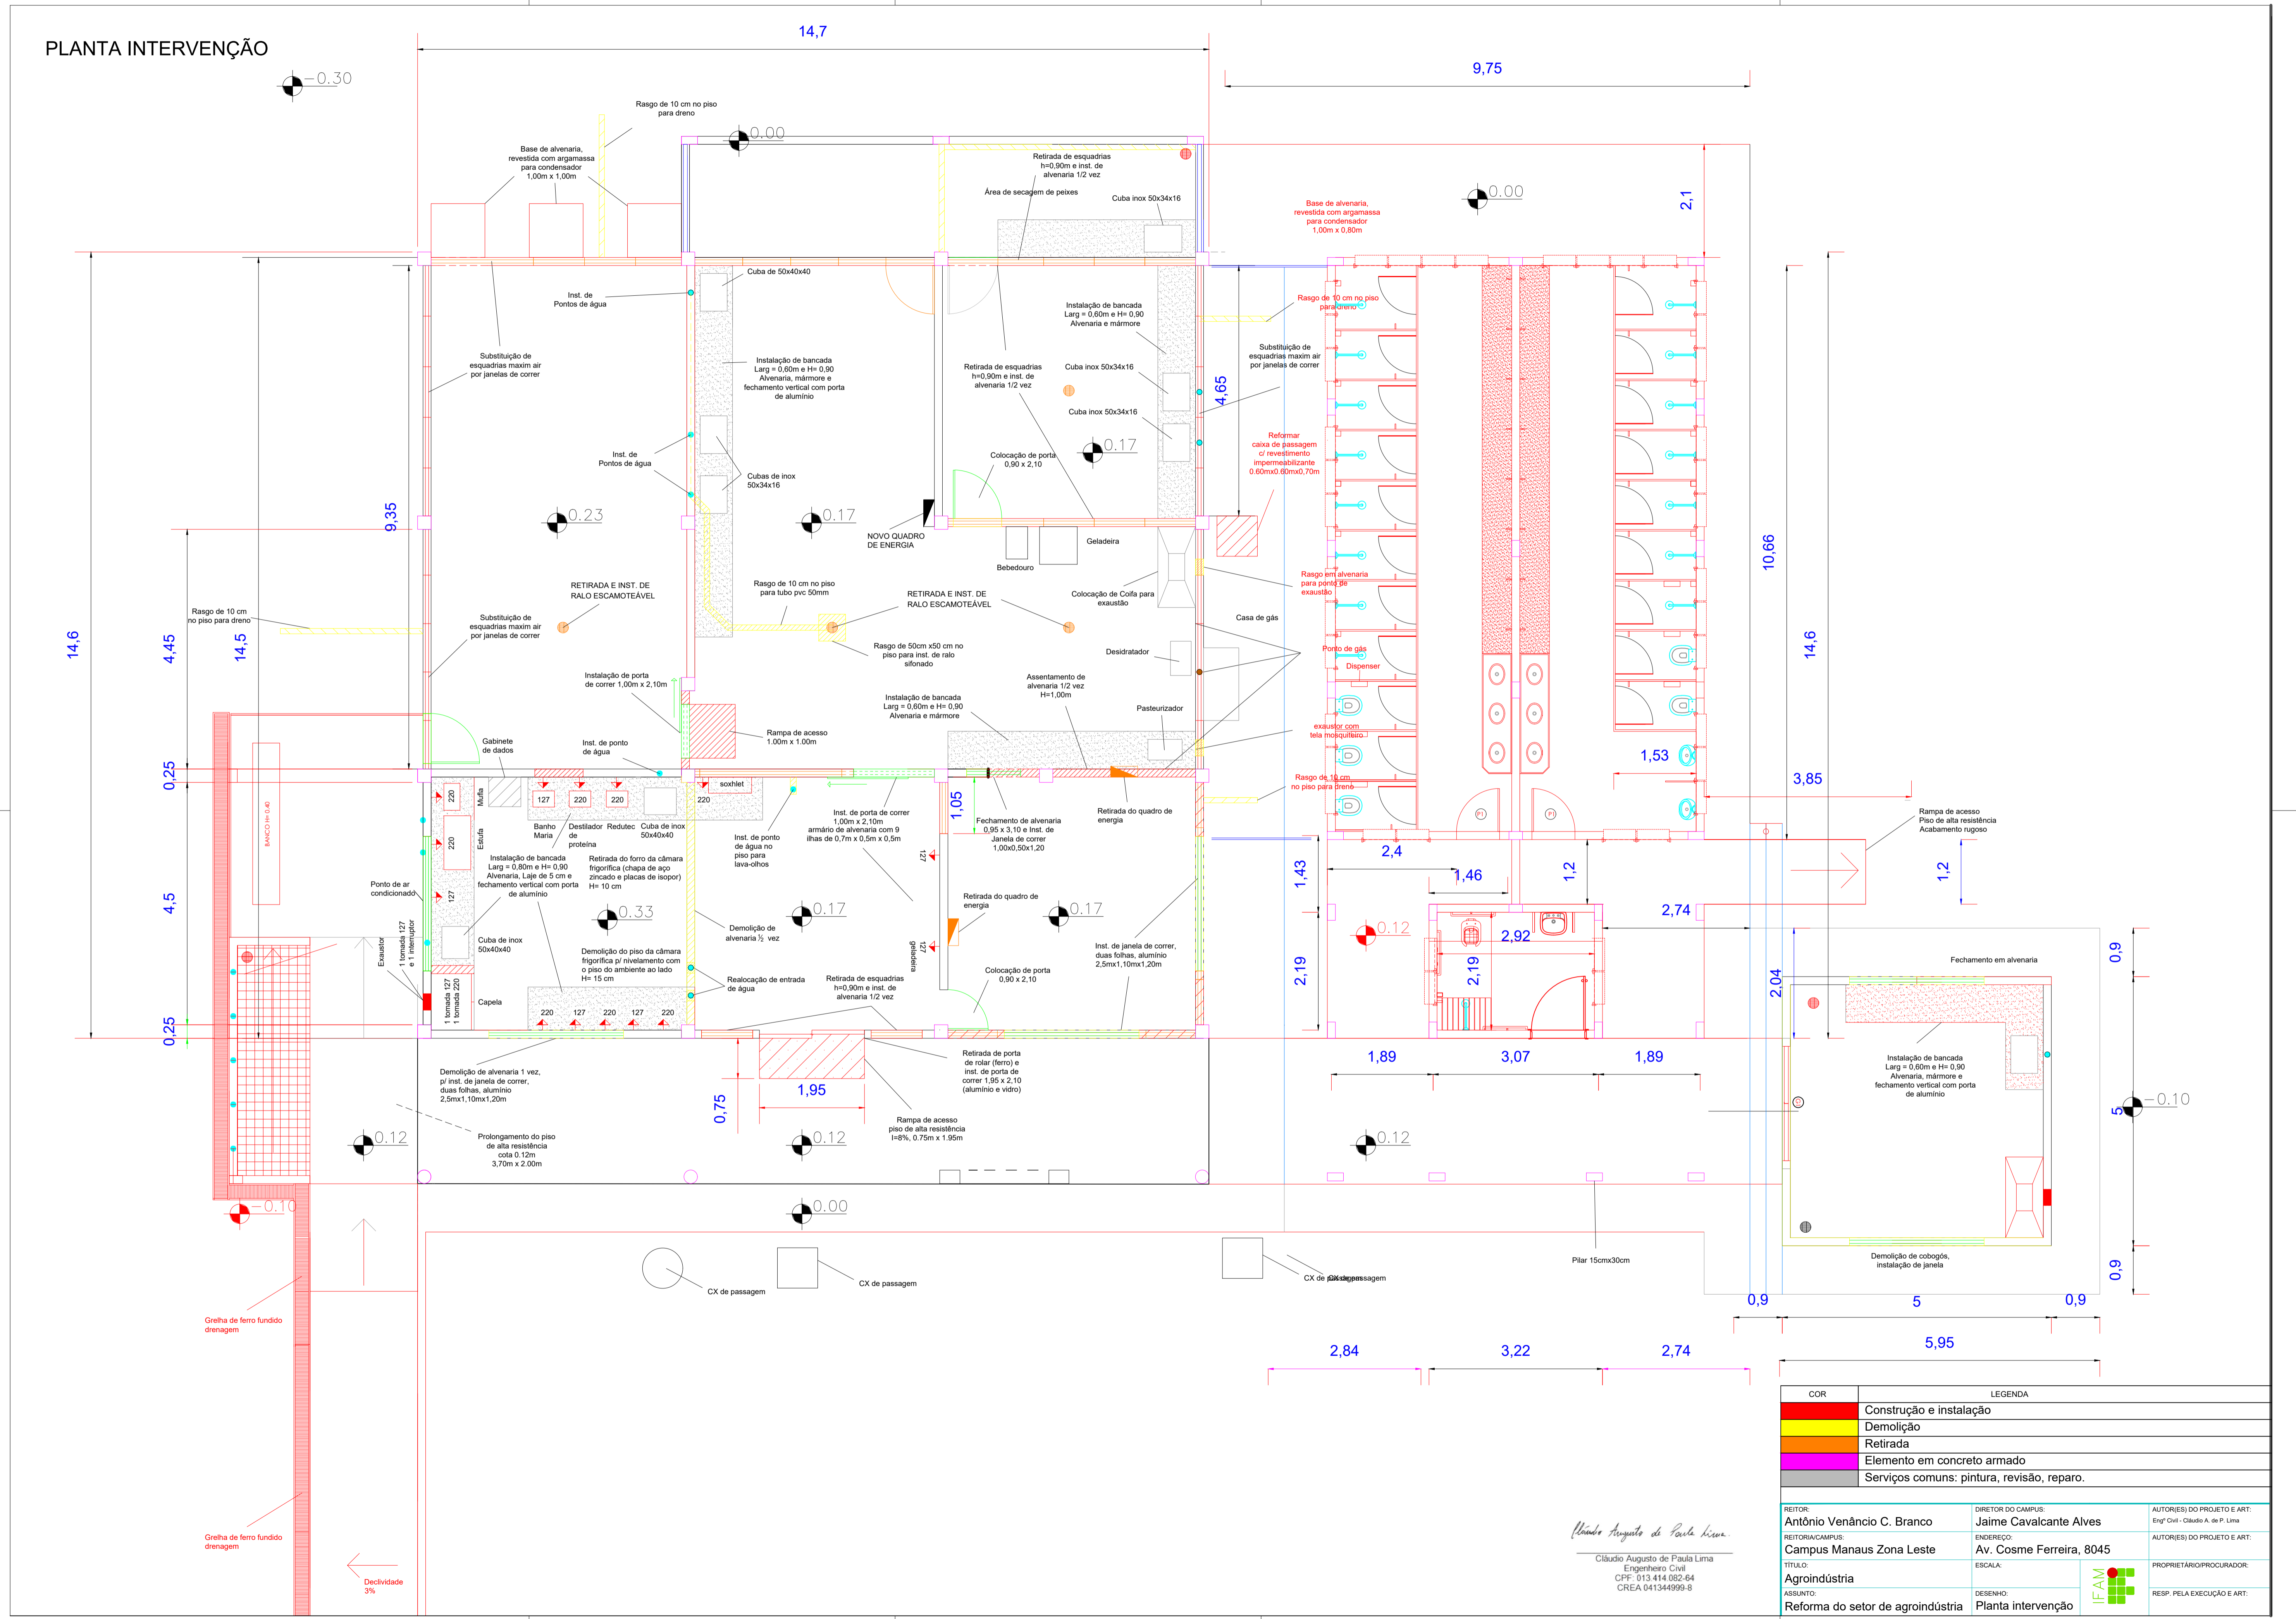 PLANTA INTERVENÇÃO
14,7
9,75
-0.30
0.00
0.00
Rasgo de 10 cm no piso
para dreno
Base de alvenaria,
revestida com argamassa
para condensador
1,00m x 1,00m
Retirada de esquadrias
h=0,90m e inst. de
alvenaria 1/2 vez
Área de secagem de peixes
Cuba inox 50x34x16
Base de alvenaria,
revestida com argamassa
para condensador
1,00m x 0,80m
2,1
Cuba de 50x40x40
Inst. de
Pontos de água
Instalação de bancada
Larg = 0,60m e H= 0,90
Alvenaria e mármore
Rasgo de 10 cm no piso
para dreno
Substituição de
esquadrias maxim air
por janelas de correr
Instalação de bancada
Larg = 0,60m e H= 0,90
Alvenaria, mármore e
fechamento vertical com porta
de alumínio
Retirada de esquadrias
h=0,90m e inst. de
alvenaria 1/2 vez
Cuba inox 50x34x16
Cuba inox 50x34x16
Substituição de
esquadrias maxim air
por janelas de correr
4,65
Inst. de
Pontos de água
Cubas de inox
50x34x16
Colocação de porta
0,90 x 2,10
0.17
Reformar
caixa de passagem
c/ revestimento
impermeabilizante
0.60mx0.60mx0,70m
9,35
0.23
0.17
NOVO QUADRO
DE ENERGIA
Geladeira
Bebedouro
10,66
RETIRADA E INST. DE
RALO ESCAMOTEÁVEL
Rasgo de 10 cm no piso
para tubo pvc 50mm
RETIRADA E INST. DE
RALO ESCAMOTEÁVEL
Colocação de Coifa para
exaustão
Rasgo em alvenaria
para ponto de
exaustão
Rasgo de 10 cm
no piso para dreno
Substituição de
esquadrias maxim air
por janelas de correr
Casa de gás
14,6
4,45
14,5
14,6
Rasgo de 50cm x50 cm no
piso para inst. de ralo
sifonado
Desidratador
Ponto de gás
Dispenser
Instalação de porta
de correr 1,00m x 2,10m
Assentamento de
alvenaria 1/2 vez
H=1,00m
Instalação de bancada
Larg = 0,60m e H= 0,90
Alvenaria e mármore
Pasteurizador
Rampa de acesso
1.00m x 1.00m
exaustor com
tela mosquiteiro
Gabinete
de dados
Inst. de ponto
de água
1,53
0,25
3,85
Rasgo de 10 cm
no piso para dreno
BANCO H= 0.40
220
Mufla
127
220
220
220
soxhlet
1,05
PI
PI
Retirada do quadro de
energia
Rampa de acesso
Piso de alta resistência
Acabamento rugoso
Banho
Maria
Destilador
de
proteína
Redutec
Cuba de inox
50x40x40
220
Estufa
Inst. de ponto
de água no
piso para
lava-olhos
Inst. de porta de correr
1,00m x 2,10m
armário de alvenaria com 9
ilhas de 0,7m x 0,5m x 0,5m
Fechamento de alvenaria
0,95 x 3,10 e Inst. de
Janela de correr
1,00x0,50x1,20
2,4
1,46
1,43
1,2
1,2
Instalação de bancada
Larg = 0,80m e H= 0,90
Alvenaria, Laje de 5 cm e
fechamento vertical com porta
de alumínio
Retirada do forro da câmara
frigorífica (chapa de aço
zincado e placas de isopor)
H= 10 cm
127
Ponto de ar
condicionado
127
4,5
0.33
0.17
Retirada do quadro de
energia
0.17
2,74
Demolição de
alvenaria ½ vez
0.12
2,92
Exaustor
1 tomada 127
e 1 interruptor
Cuba de inox
50x40x40
Demolição do piso da câmara
frigorífica p/ nivelamento com
o piso do ambiente ao lado
H= 15 cm
127
geladeira
Inst. de janela de correr,
duas folhas, alumínio
2,5mx1,10mx1,20m
2,19
2,19
2,04
Fechamento em alvenaria
0,9
1 tomada 127
1 tomada 220
Capela
Realocação de entrada
de água
Retirada de esquadrias
h=0,90m e inst. de
alvenaria 1/2 vez
Colocação de porta
0,90 x 2,10
220
127
220
127
220
0,25
Demolição de alvenaria 1 vez,
p/ inst. de janela de correr,
duas folhas, alumínio
2,5mx1,10mx1,20m
0,75
1,95
Retirada de porta
de rolar (ferro) e
inst. de porta de
correr 1,95 x 2,10
(alumínio e vidro)
1,89
3,07
1,89
Instalação de bancada
Larg = 0,60m e H= 0,90
Alvenaria, mármore e
fechamento vertical com porta
de alumínio
5
-0.10
Rampa de acesso
piso de alta resistência
I=8%, 0.75m x 1.95m
Prolongamento do piso
de alta resistência
cota 0.12m
3,70m x 2.00m
0.12
0.12
0.12
-0.10
0.00
Pilar 15cmx30cm
Demolição de cobogós,
instalação de janela
0,9
CX de passagem
CX de passagem
CX de passagem
CX de passagem
0,9
5
0,9
Grelha de ferro fundido
drenagem
2,84
3,22
2,74
5,95
COR
LEGENDA
Construção e instalação
Demolição
Retirada
Elemento em concreto armado
Serviços comuns: pintura, revisão, reparo.
Grelha de ferro fundido
drenagem
Declividade
3%
Cláudio Augusto de Paula Lima.
Cláudio Augusto de Paula Lima
Engenheiro Civil
CPF: 013.414.082-64
CREA 041344999-8
REITOR:
Antônio Venâncio C. Branco
DIRETOR DO CAMPUS:
Jaime Cavalcante Alves
AUTOR(ES) DO PROJETO E ART:
Engº Civil - Cláudio A. de P. Lima
REITORIA/CAMPUS:
Campus Manaus Zona Leste
ENDEREÇO:
Av. Cosme Ferreira, 8045
AUTOR(ES) DO PROJETO E ART:
TÍTULO:
Agroindústria
ESCALA:
IFAM
PROPRIETÁRIO/PROCURADOR:
ASSUNTO:
Reforma do setor de agroindústria
DESENHO:
Planta intervenção
RESP. PELA EXECUÇÃO E ART: